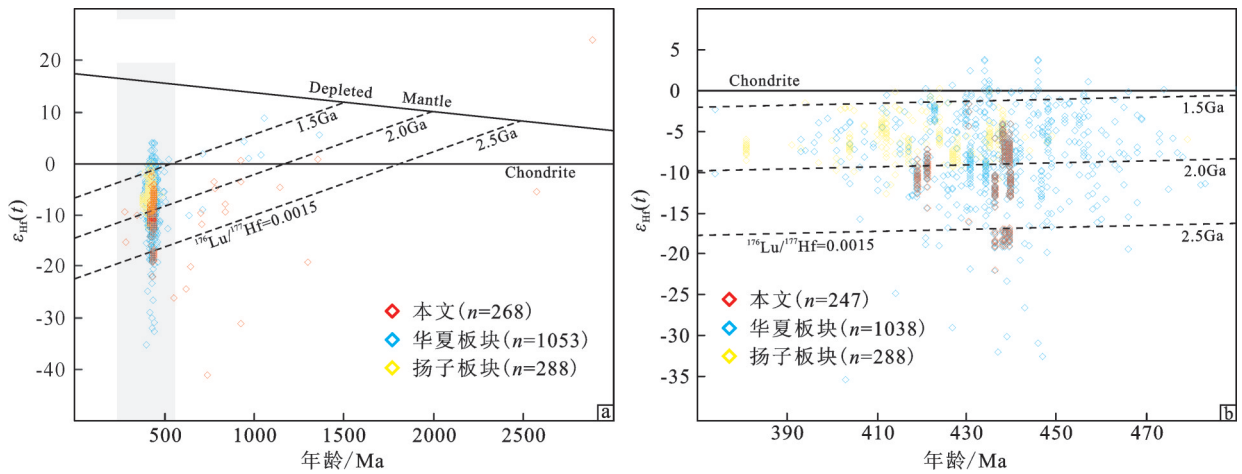 20
10
0
-10
-20
-30
-40
εHf(t)
Depleted
Mantle
1.5Ga
2.0Ga
2.5Ga
Chondrite
¹⁷⁶Lu/¹⁷⁷Hf=0.0015
本文(n=268)
华夏板块(n=1053)
扬子板块(n=288)
a
500
1000
1500
2000
2500
年龄/Ma
5
0
-5
-10
-15
-20
-25
-30
-35
εHf(t)
Chondrite
1.5Ga
2.0Ga
¹⁷⁶Lu/¹⁷⁷Hf=0.0015
2.5Ga
本文(n=247)
华夏板块(n=1038)
扬子板块(n=288)
b
390
410
430
450
470
年龄/Ma